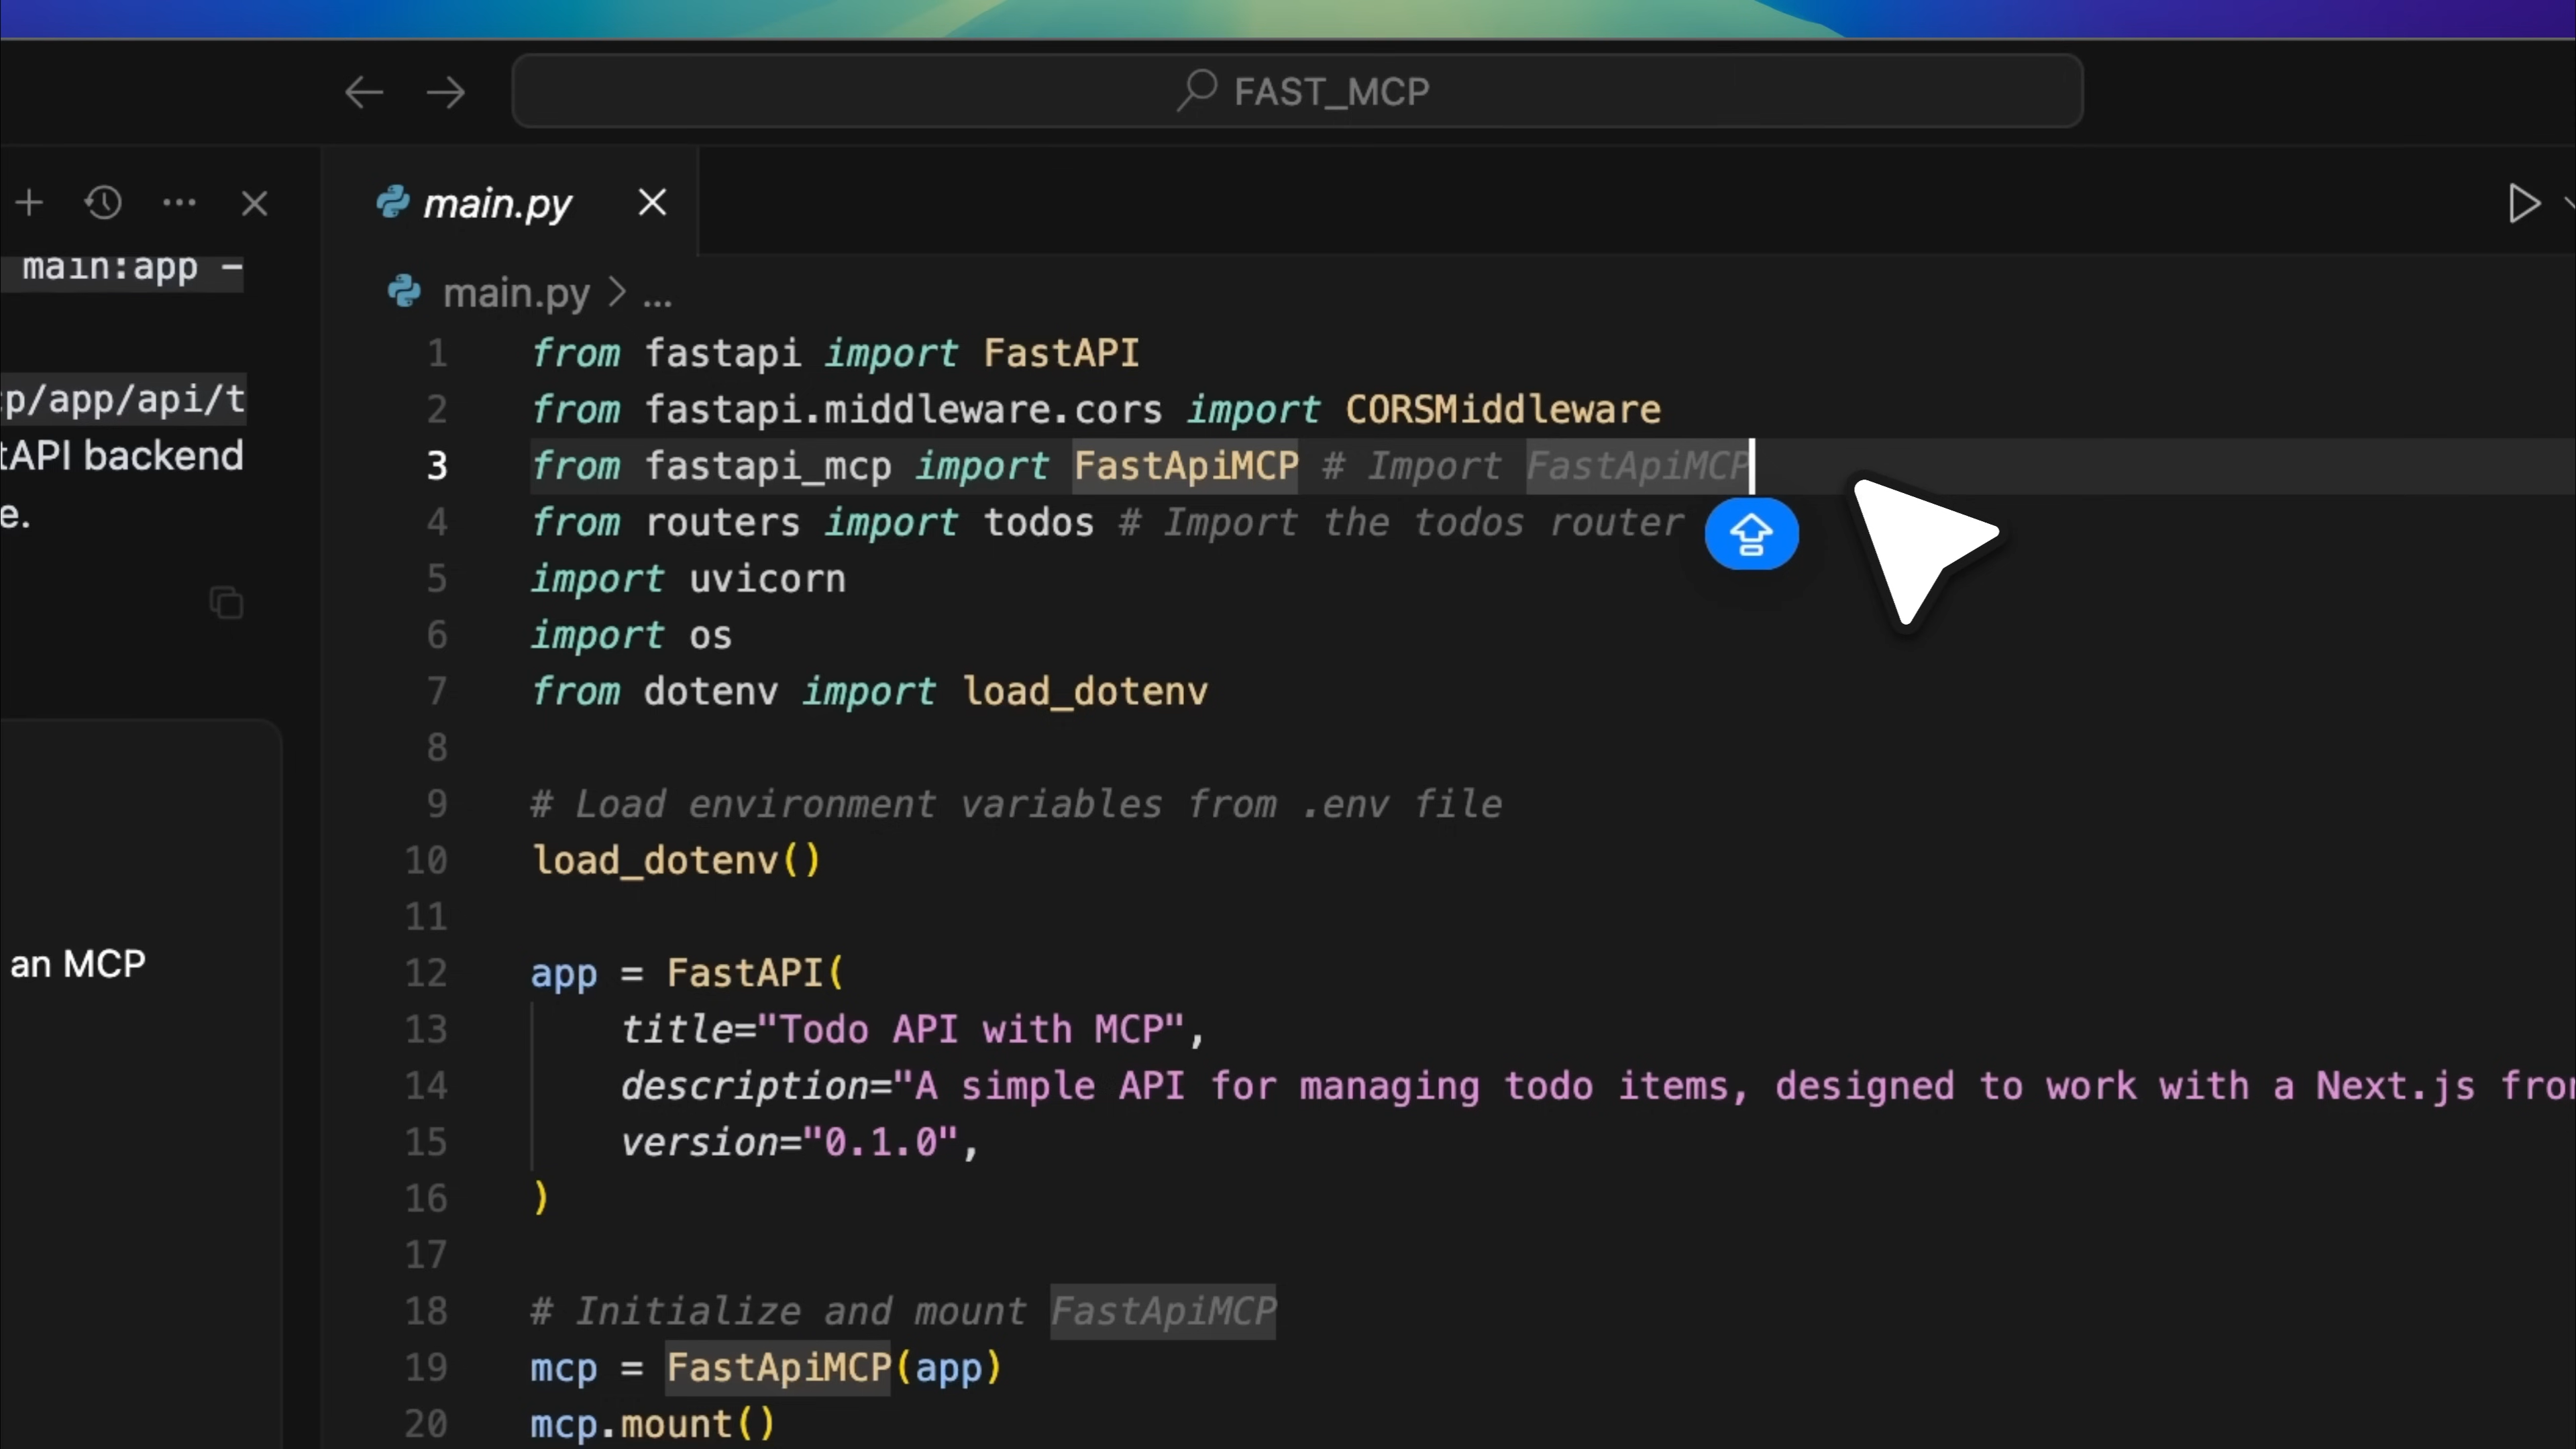 FAST_MCP
main.py
main:app –
cp/app/api/t
tAPI backend
e.
an MCP
main.py > ...
1 from fastapi import FastAPI
2 from fastapi.middleware.cors import CORSMiddleware
3 from fastapi_mcp import FastApiMCP # Import FastApiMCP
4 from routers import todos # Import the todos router
5 import uvicorn
6 import os
7 from dotenv import load_dotenv
8
9 # Load environment variables from .env file
10 load_dotenv()
11
12 app = FastAPI(
13 title="Todo API with MCP",
14 description="A simple API for managing todo items, designed to work with a Next.js fron
15 version="0.1.0",
16 )
17
18 # Initialize and mount FastApiMCP
19 mcp = FastApiMCP(app)
20 mcp.mount()